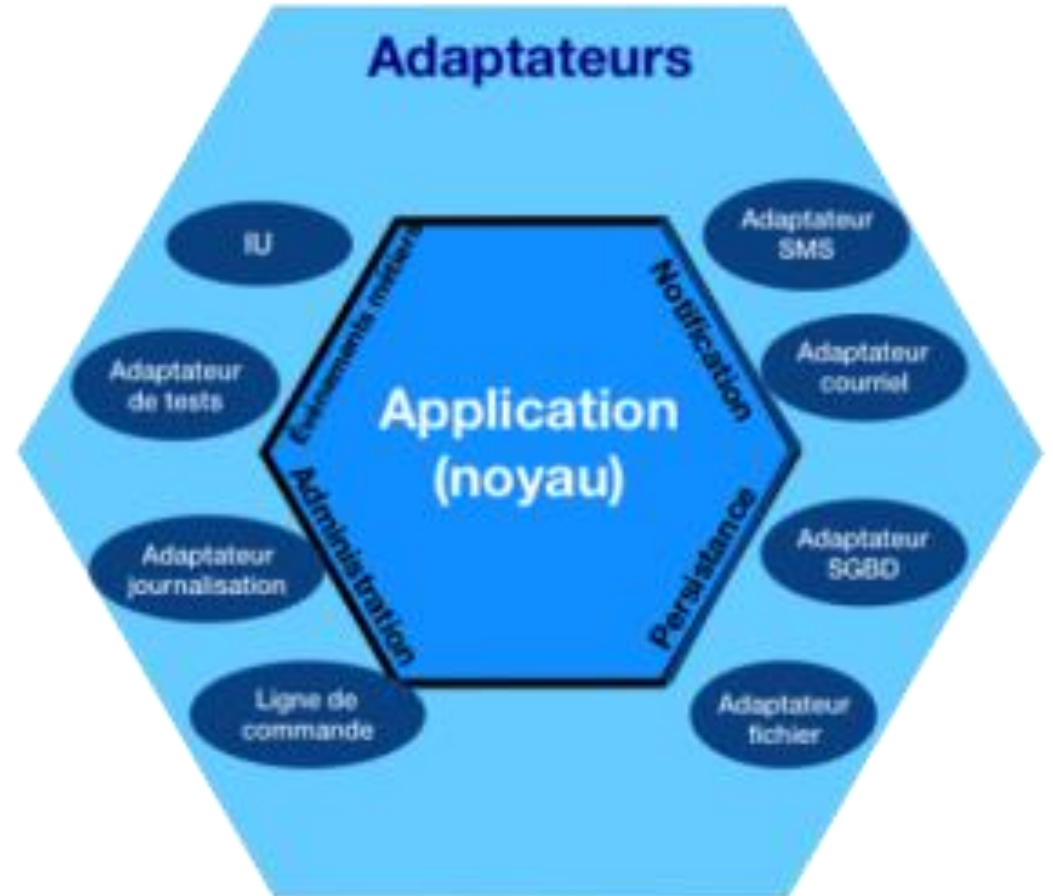 Adaptateurs
IU
Adaptateur
SMS
Événements métiers
Notification
Adaptateur
de tests
Adaptateur
courriel
Application
(noyau)
Administration
Persistance
Adaptateur
journalisation
Adaptateur
SGBD
Ligne de
commande
Adaptateur
fichier